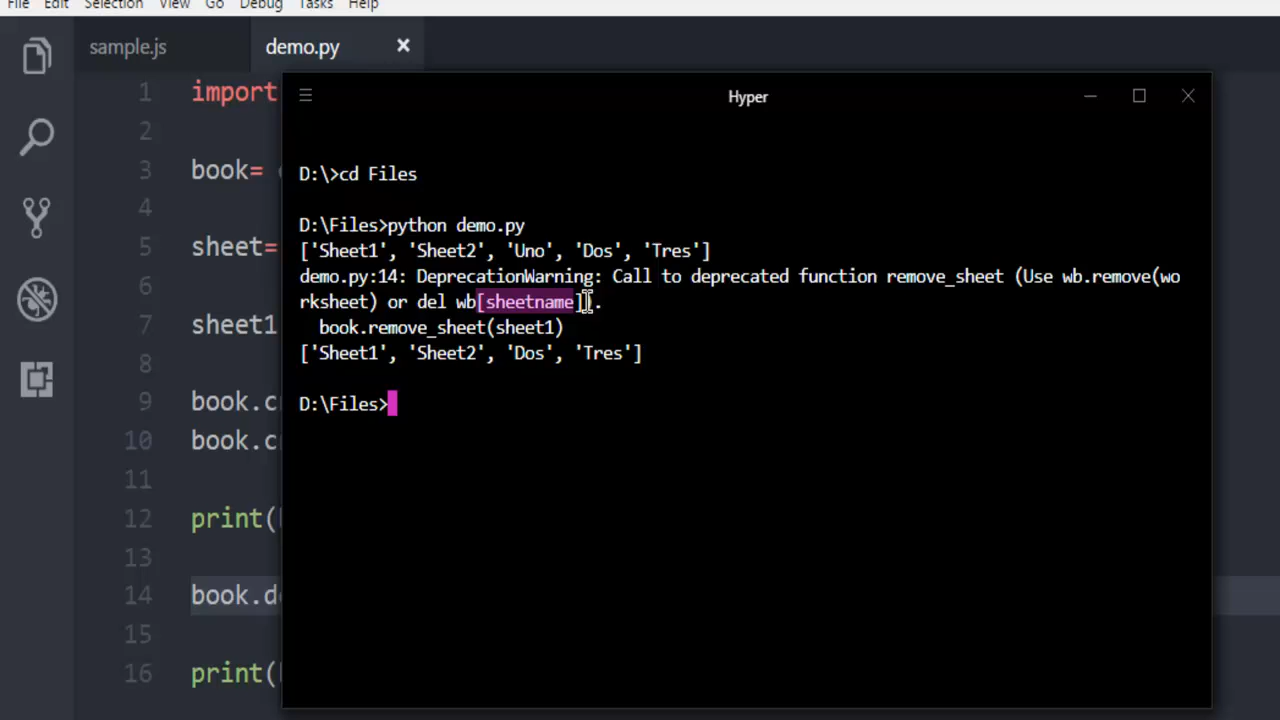 File Edit Selection View Go Debug Tasks Help
sample.js demo.py
Hyper
1 import
2
3 book=
4
5 sheet=
6
7 sheet1
8
9 book.c
10 book.c
11
12 print(
13
14 book.d
15
16 print(
D:\>cd Files
D:\Files>python demo.py
['Sheet1', 'Sheet2', 'Uno', 'Dos', 'Tres']
demo.py:14: DeprecationWarning: Call to deprecated function remove_sheet (Use wb.remove(wo
rksheet) or del wb[sheetname]).
book.remove_sheet(sheet1)
['Sheet1', 'Sheet2', 'Dos', 'Tres']
D:\Files>